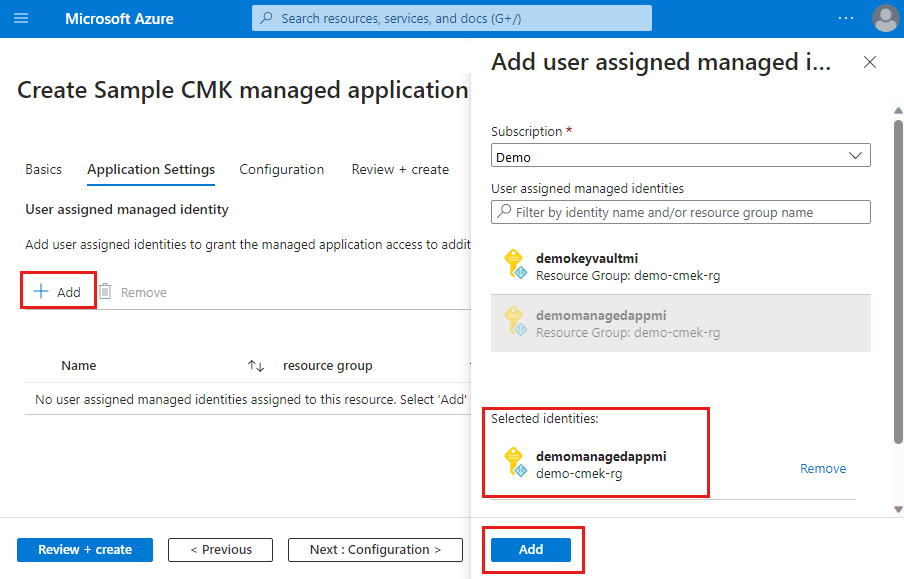 Microsoft Azure
Search resources, services, and docs (G+/)
Create Sample CMK managed application
Basics
Application Settings
Configuration
Review + create
User assigned managed identity
Add user assigned identities to grant the managed application access to addit
Add
Remove
Name
resource group
No user assigned managed identities assigned to this resource. Select 'Add'
Review + create
< Previous
Next : Configuration >
Add user assigned managed i...
Subscription *
Demo
User assigned managed identities
Filter by identity name and/or resource group name
demokeyvaultmi
Resource Group: demo-cmek-rg
demomanagedappmi
Resource Group: demo-cmek-rg
Selected identities:
demomanagedappmi
demo-cmek-rg
Remove
Add